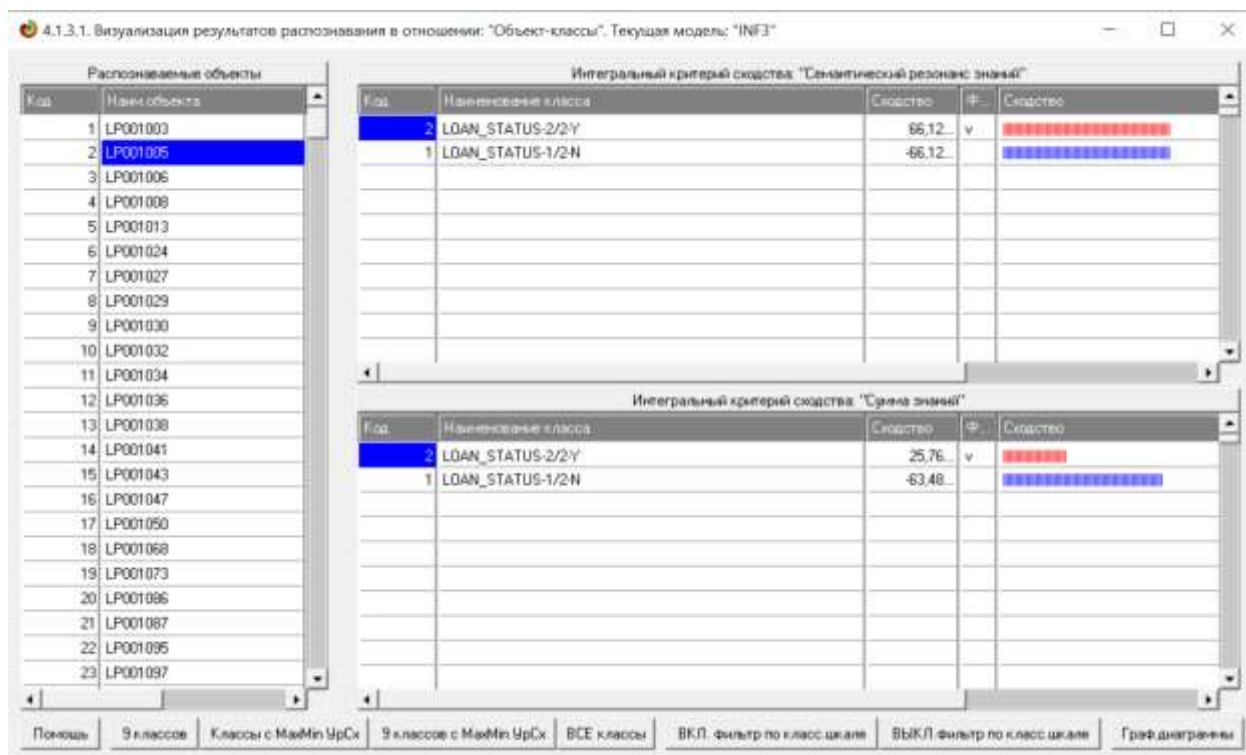 4.1.3.1. Визуализация результатов распознавания в отношении: "Объект-классы". Текущая модель: "INF3"
Распознаваемые объекты
Код Наим.объекта
1 LP001003
2 LP001005
3 LP001006
4 LP001008
5 LP001013
6 LP001024
7 LP001027
8 LP001029
9 LP001030
10 LP001032
11 LP001034
12 LP001036
13 LP001038
14 LP001041
15 LP001043
16 LP001047
17 LP001050
18 LP001068
19 LP001073
20 LP001086
21 LP001087
22 LP001095
23 LP001097
Интегральный критерий сходства: "Семантический резонанс знаний"
Код Наименование класса Сходство Ф... Сходство
2 LOAN_STATUS-2/2-Y 66,12... v
1 LOAN_STATUS-1/2-N -66,12...
Интегральный критерий сходства: "Сумма знаний"
Код Наименование класса Сходство Ф... Сходство
2 LOAN_STATUS-2/2-Y 25,76... v
1 LOAN_STATUS-1/2-N -63,48...
Помощь 9 классов Классы с MaxMin УрСх 9 классов с MaxMin УрСх ВСЕ классы ВКЛ. фильтр по класс.шкале ВЫКЛ.фильтр по класс.шкале Граф.диаграммы